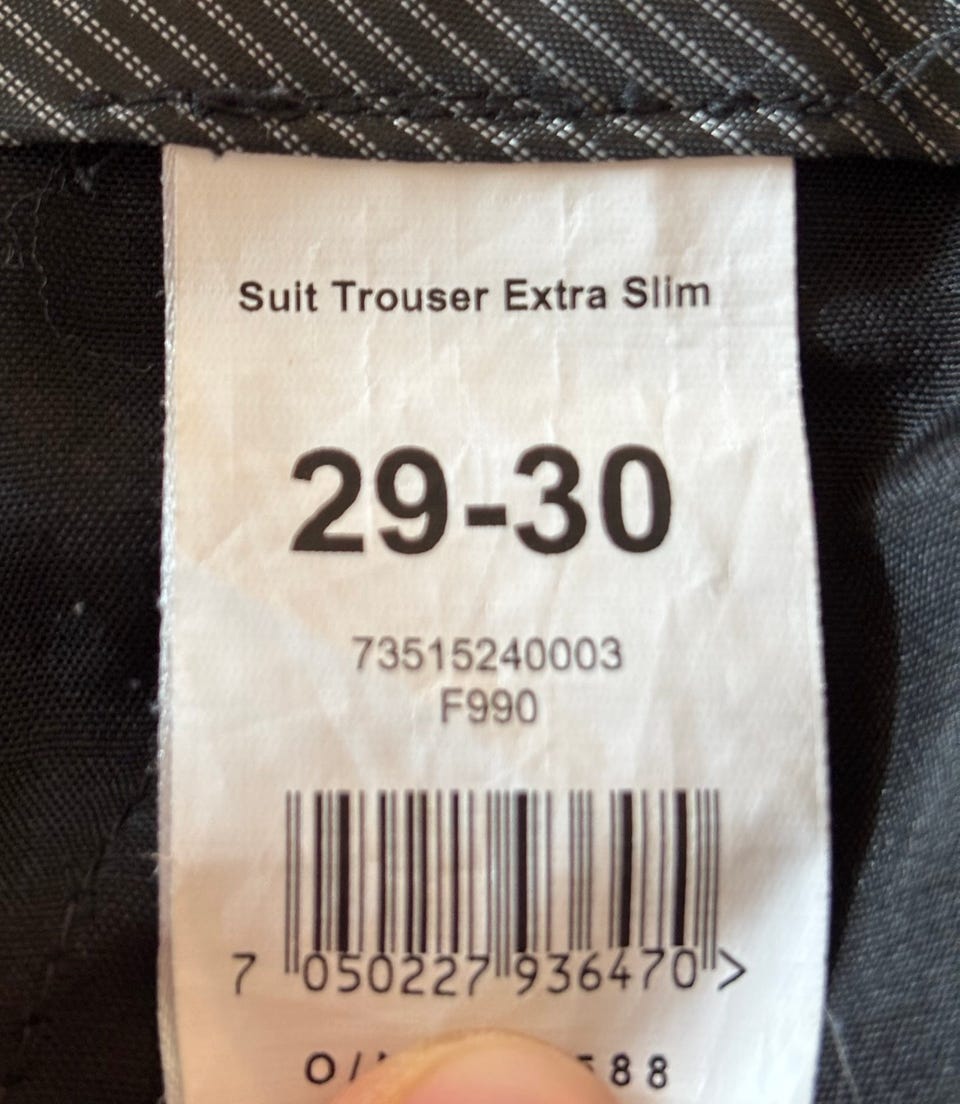 Suit Trouser Extra Slim
29-30
73515240003
F990
7 050227 936470 >